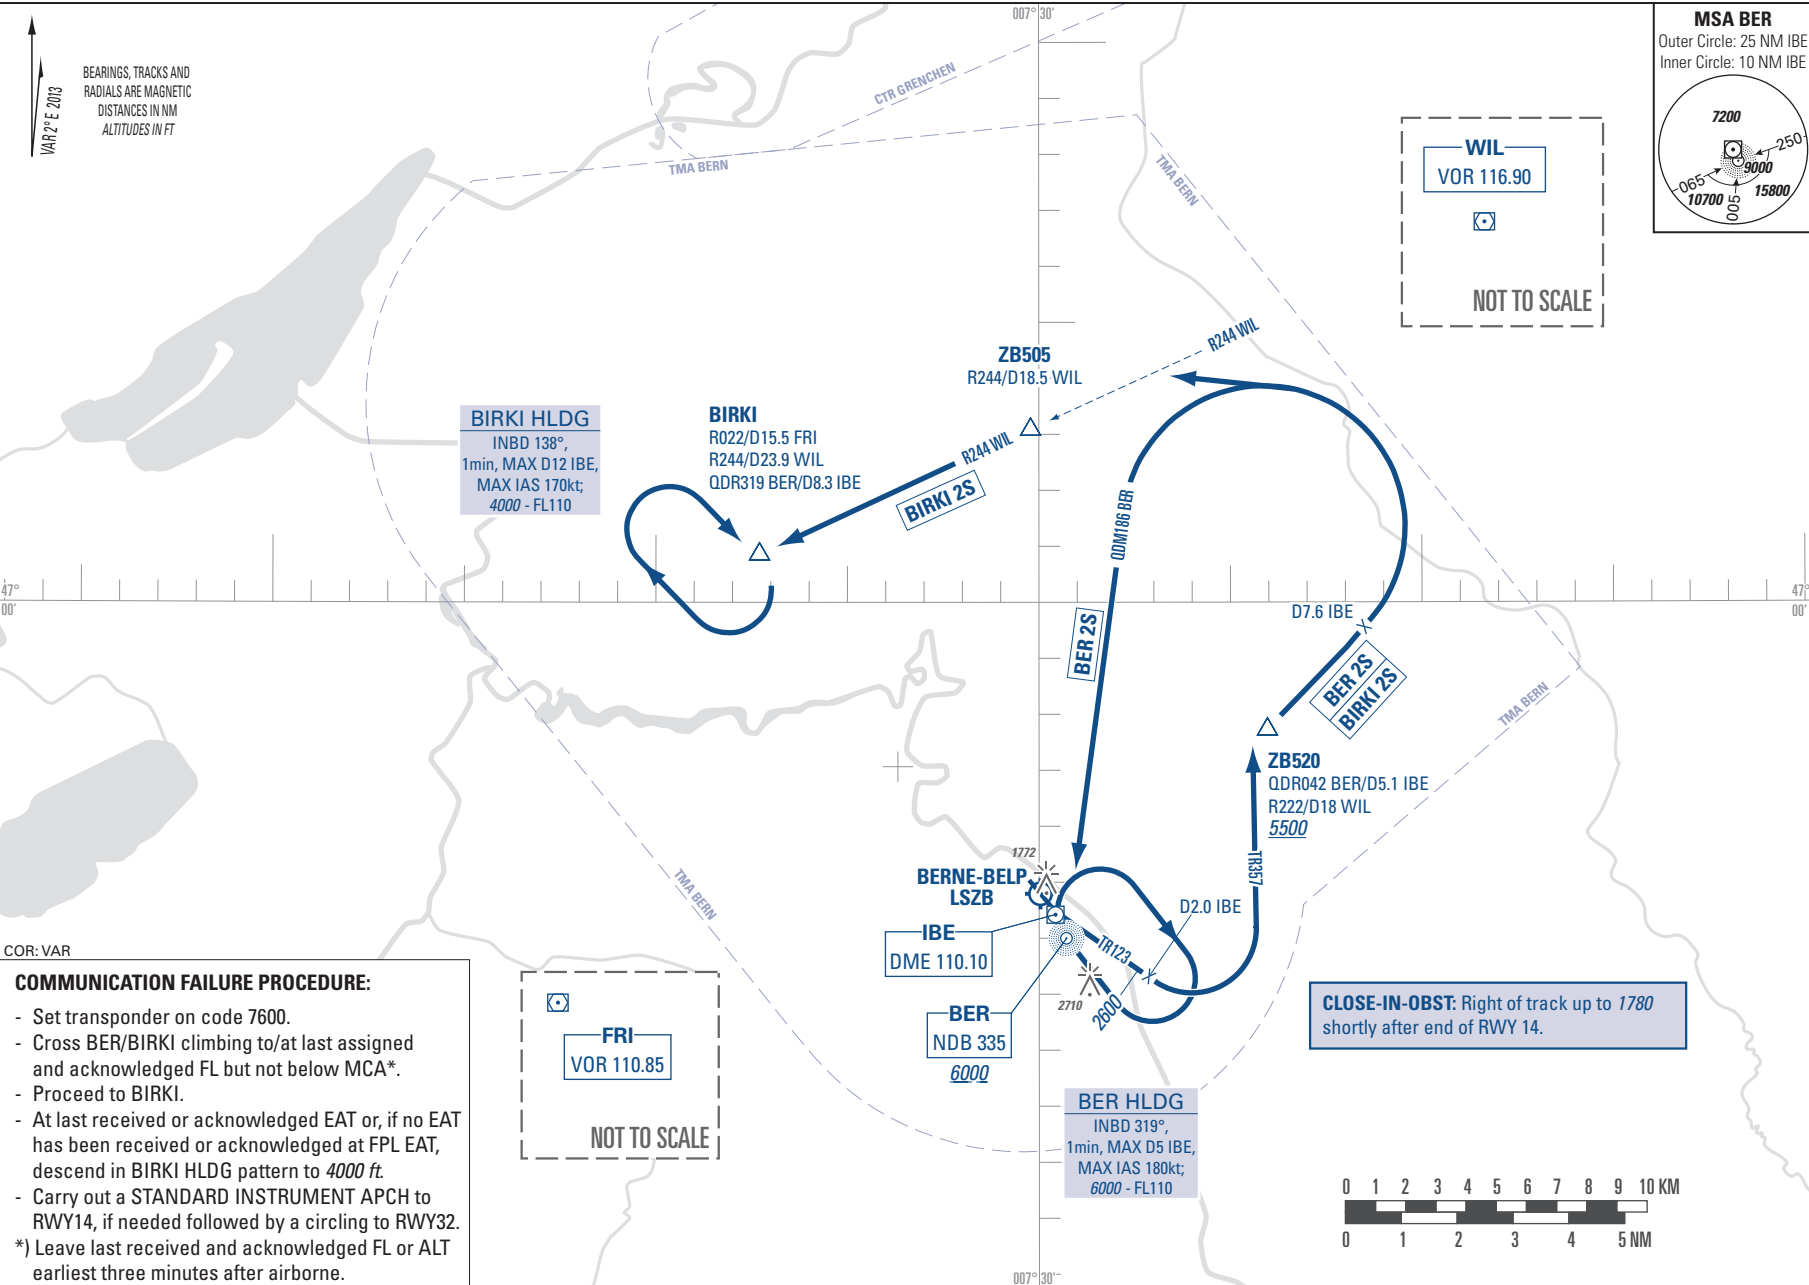 007°30'
VAR 2° E 2013
BEARINGS, TRACKS AND
RADIALS ARE MAGNETIC
DISTANCES IN NM
ALTITUDES IN FT
CTR GRENCHEN
TMA BERN
TMA BERN
WIL
VOR 116.90
NOT TO SCALE
MSA BER
Outer Circle: 25 NM IBE
Inner Circle: 10 NM IBE
7200
250
9000
065
10700
15800
005
ZB505
R244/D18.5 WIL
R244 WIL
BIRKI HLDG
INBD 138°,
1min, MAX D12 IBE,
MAX IAS 170kt;
4000 - FL110
BIRKI
R022/D15.5 FRI
R244/D23.9 WIL
QDR319 BER/D8.3 IBE
R244 WIL
BIRKI 2S
QDM186 BER
47°
00'
47°
00'
D7.6 IBE
BER 2S
BER 2S
BIRKI 2S
TMA BERN
ZB520
QDR042 BER/D5.1 IBE
R222/D18 WIL
5500
TR357
1772
BERNE-BELP
LSZB
TMA BERN
D2.0 IBE
IBE
DME 110.10
TR123
2710
2600
BER
NDB 335
6000
COR: VAR
COMMUNICATION FAILURE PROCEDURE:
- Set transponder on code 7600.
- Cross BER/BIRKI climbing to/at last assigned
and acknowledged FL but not below MCA*.
- Proceed to BIRKI.
- At last received or acknowledged EAT or, if no EAT
has been received or acknowledged at FPL EAT,
descend in BIRKI HLDG pattern to 4000 ft.
- Carry out a STANDARD INSTRUMENT APCH to
RWY14, if needed followed by a circling to RWY32.
*) Leave last received and acknowledged FL or ALT
earliest three minutes after airborne.
FRI
VOR 110.85
NOT TO SCALE
CLOSE-IN-OBST: Right of track up to 1780
shortly after end of RWY 14.
BER HLDG
INBD 319°,
1min, MAX D5 IBE,
MAX IAS 180kt;
6000 - FL110
0 1 2 3 4 5 6 7 8 9 10 KM
0 1 2 3 4 5 NM
007°30'